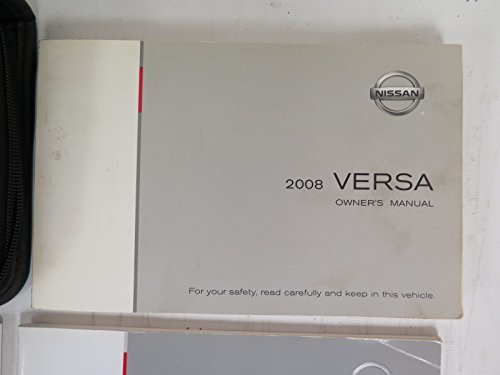 NISSAN
2008 VERSA
OWNER'S MANUAL
For your safety, read carefully and keep in this vehicle.